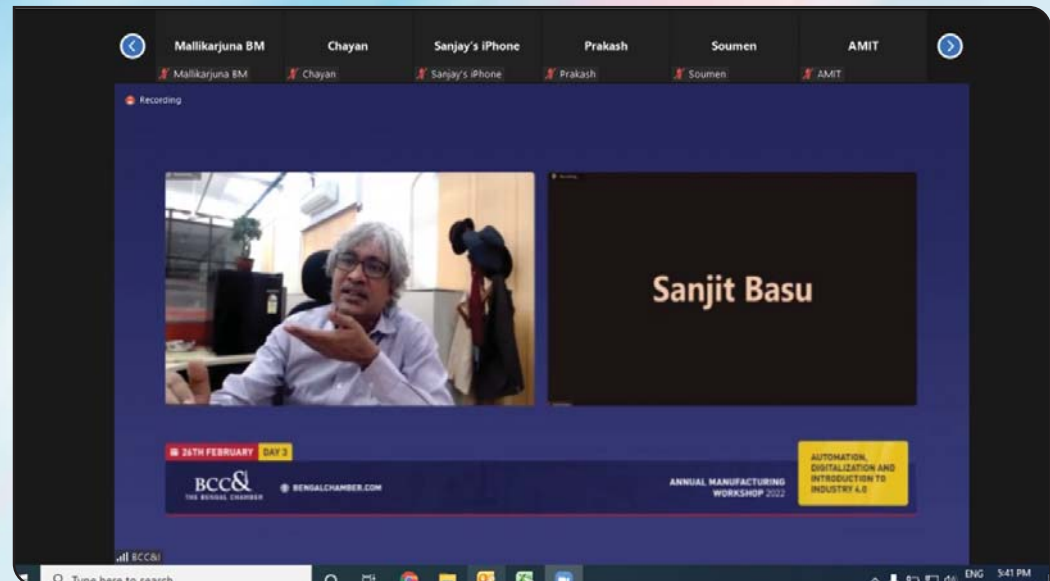 Mallikarjuna BM
Chayan
Sanjay's iPhone
Prakash
Soumen
AMIT
Mallikarjuna BM
Chayan
Sanjay's iPhone
Prakash
Soumen
AMIT
Recording
Sanjit Basu
26TH FEBRUARY DAY 3
BCC&I
THE BENGAL CHAMBER
BENGALCHAMBER.COM
ANNUAL MANUFACTURING
WORKSHOP 2022
AUTOMATION,
DIGITALIZATION AND
INTRODUCTION TO
INDUSTRY 4.0
BCC&I
Type here to search
ENG
5:41 PM